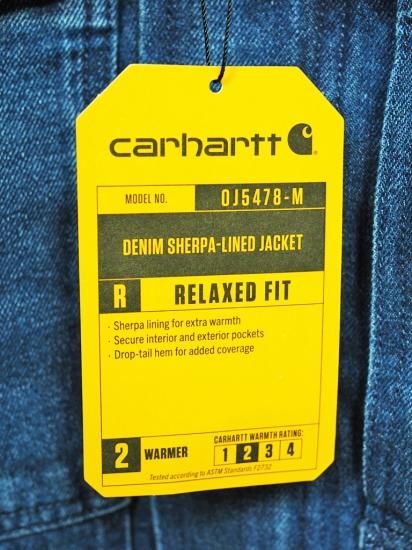 carhartt
MODEL NO. OJ5478-M
DENIM SHERPA-LINED JACKET
R RELAXED FIT
· Sherpa lining for extra warmth
· Secure interior and exterior pockets
· Drop-tail hem for added coverage
2 WARMER
CARHARTT WARMTH RATING:
1 2 3 4
Tested according to ASTM Standards F2732